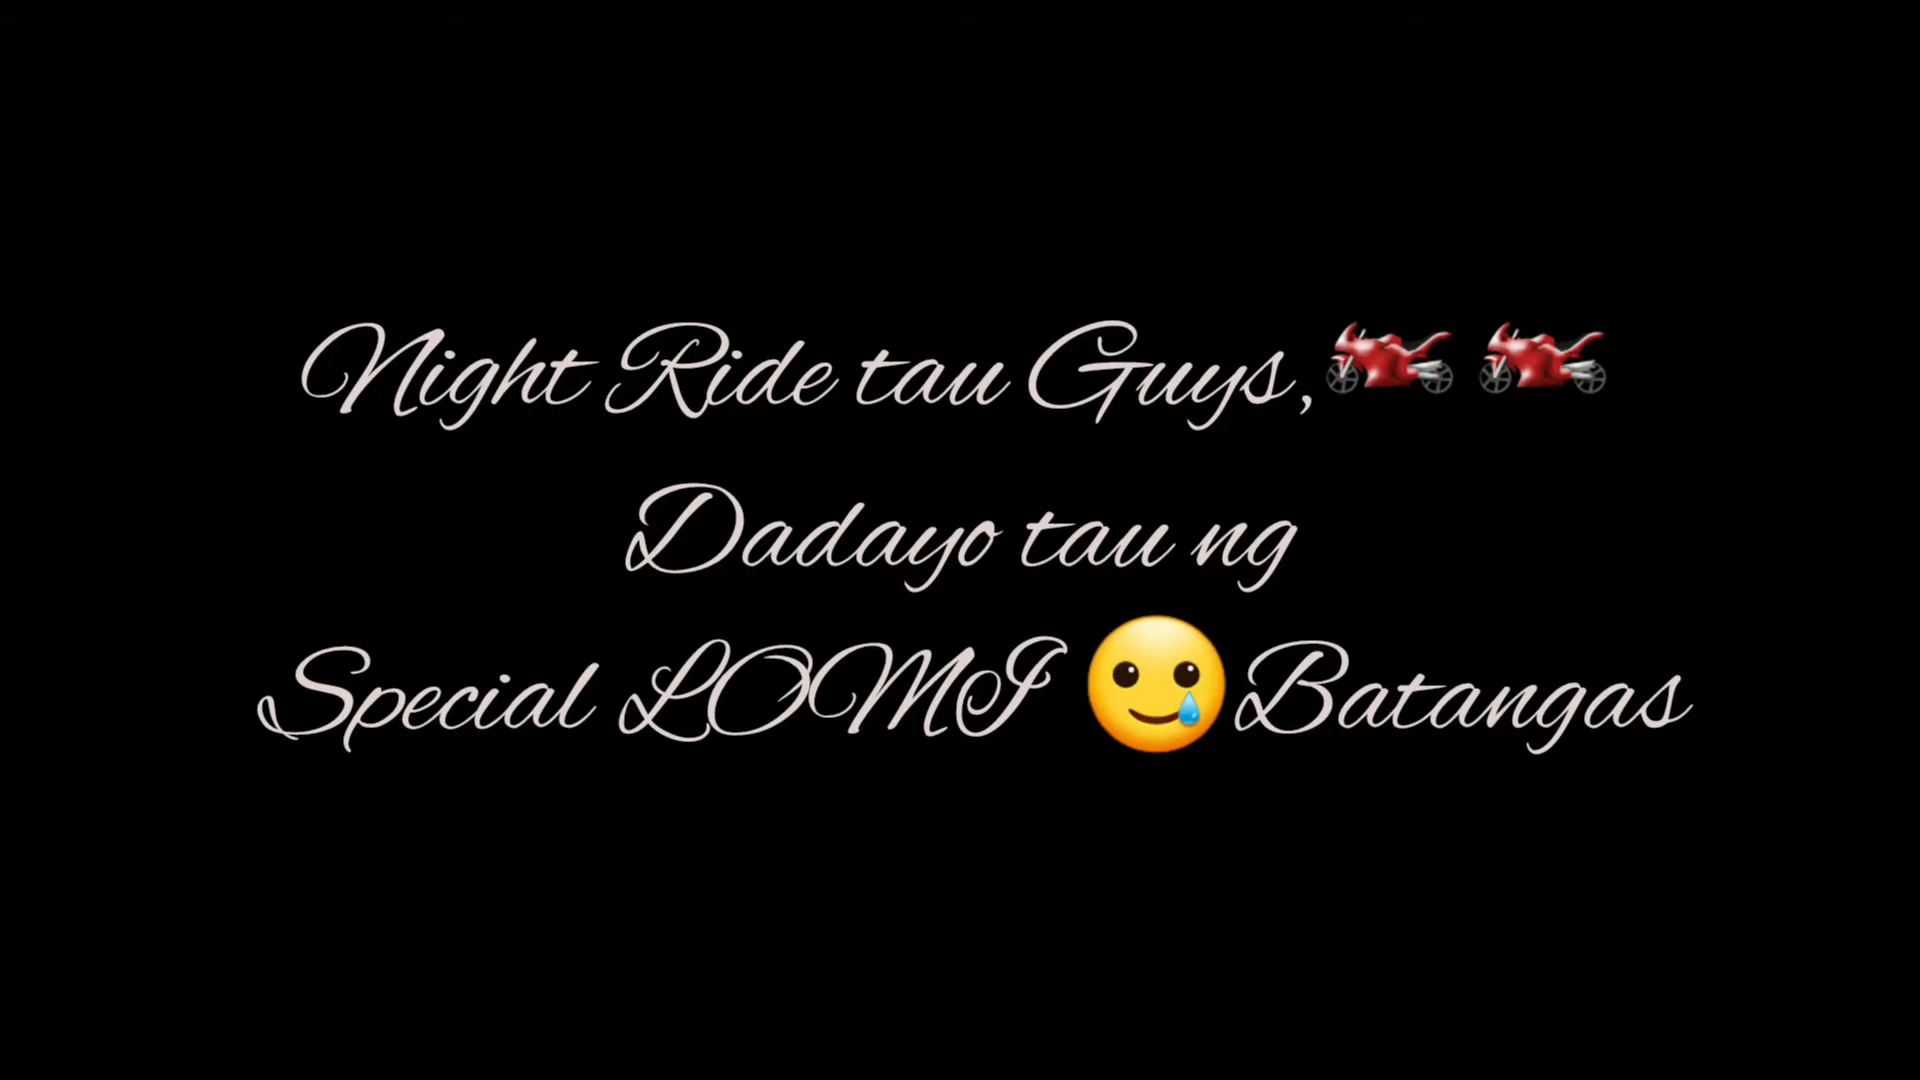 Night Ride tau Guys,🏍️ 🏍️
Dadayo tau ng
Special LOMI 🥲Batangas